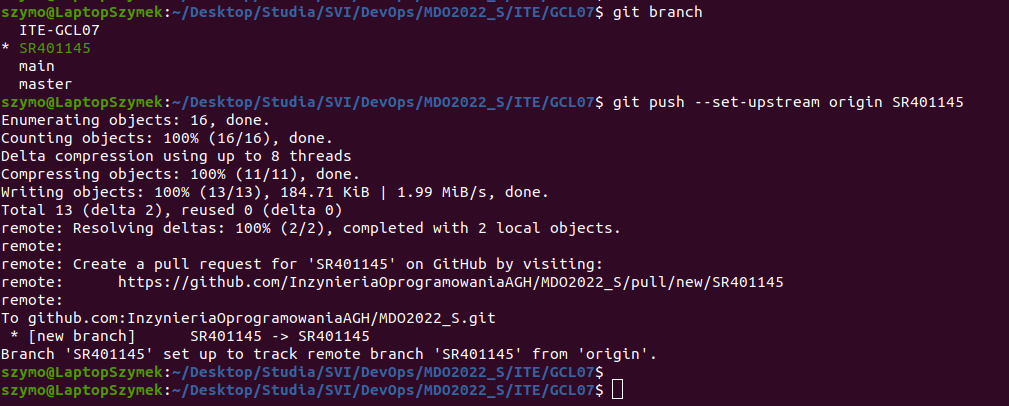 szymo@LaptopSzymek:~/Desktop/Studia/SVI/DevOps/MDO2022_S/ITE/GCL07$ git branch
  ITE-GCL07
* SR401145
  main
  master
szymo@LaptopSzymek:~/Desktop/Studia/SVI/DevOps/MDO2022_S/ITE/GCL07$ git push --set-upstream origin SR401145
Enumerating objects: 16, done.
Counting objects: 100% (16/16), done.
Delta compression using up to 8 threads
Compressing objects: 100% (11/11), done.
Writing objects: 100% (13/13), 184.71 KiB | 1.99 MiB/s, done.
Total 13 (delta 2), reused 0 (delta 0)
remote: Resolving deltas: 100% (2/2), completed with 2 local objects.
remote:
remote: Create a pull request for 'SR401145' on GitHub by visiting:
remote:      https://github.com/InzynieriaOprogramowaniaAGH/MDO2022_S/pull/new/SR401145
remote:
To github.com:InzynieriaOprogramowaniaAGH/MDO2022_S.git
 * [new branch]      SR401145 -> SR401145
Branch 'SR401145' set up to track remote branch 'SR401145' from 'origin'.
szymo@LaptopSzymek:~/Desktop/Studia/SVI/DevOps/MDO2022_S/ITE/GCL07$
szymo@LaptopSzymek:~/Desktop/Studia/SVI/DevOps/MDO2022_S/ITE/GCL07$